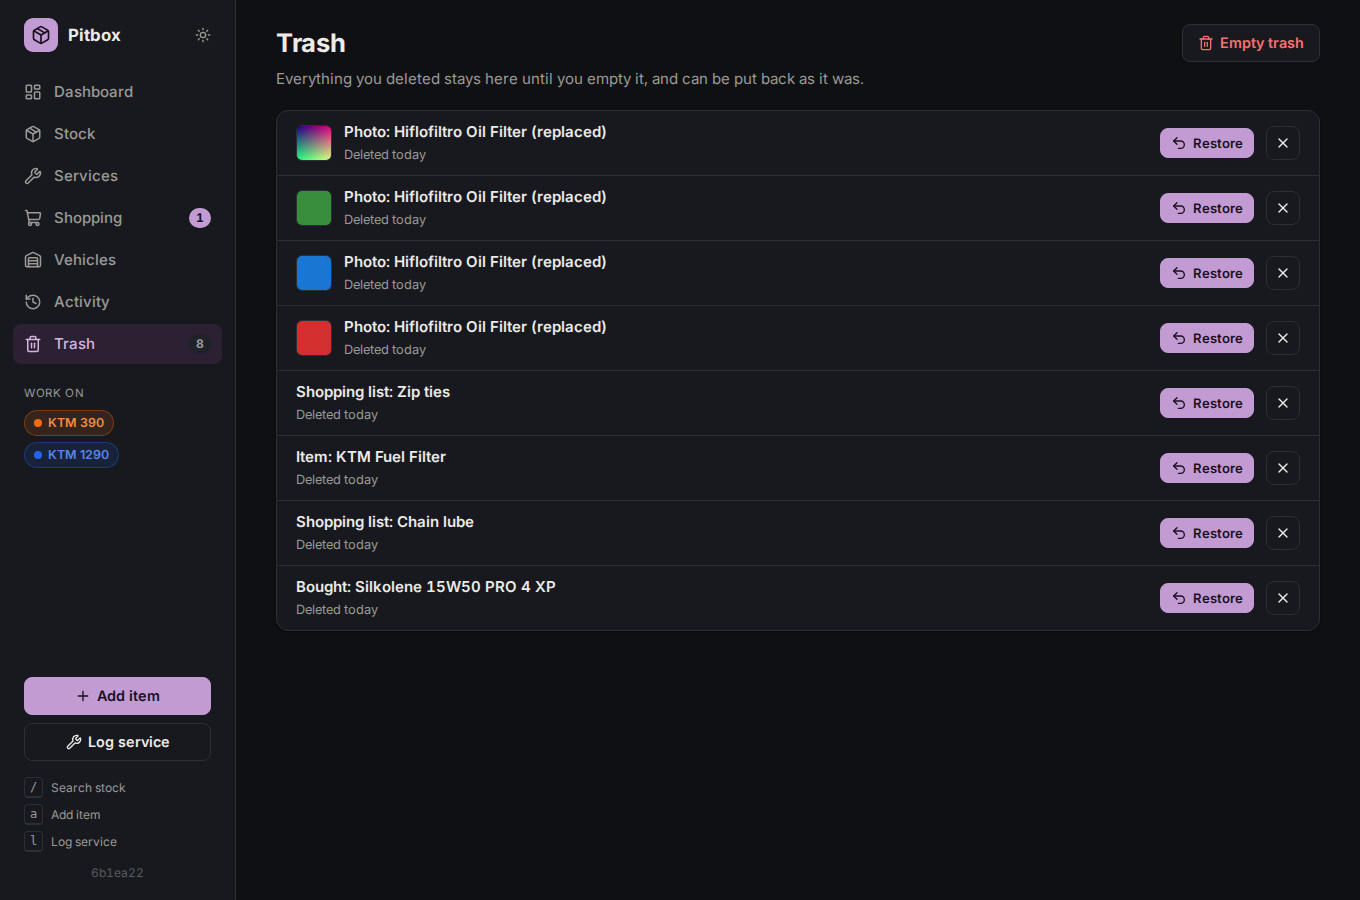 Pitbox
Dashboard
Stock
Services
Shopping 1
Vehicles
Activity
Trash 8
WORK ON
KTM 390
KTM 1290
Add item
Log service
/ Search stock
a Add item
l Log service
6b1ea22
Trash
Empty trash
Everything you deleted stays here until you empty it, and can be put back as it was.
Photo: Hiflofiltro Oil Filter (replaced)
Deleted today
Restore
Photo: Hiflofiltro Oil Filter (replaced)
Deleted today
Restore
Photo: Hiflofiltro Oil Filter (replaced)
Deleted today
Restore
Photo: Hiflofiltro Oil Filter (replaced)
Deleted today
Restore
Shopping list: Zip ties
Deleted today
Restore
Item: KTM Fuel Filter
Deleted today
Restore
Shopping list: Chain lube
Deleted today
Restore
Bought: Silkolene 15W50 PRO 4 XP
Deleted today
Restore